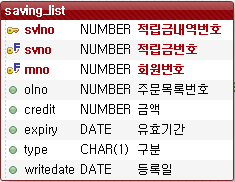 saving_list
svlno NUMBER 적립금내역번호
svno NUMBER 적립금번호
mno NUMBER 회원번호
olno NUMBER 주문목록번호
credit NUMBER 금액
expiry DATE 유효기간
type CHAR(1) 구분
writedate DATE 등록일